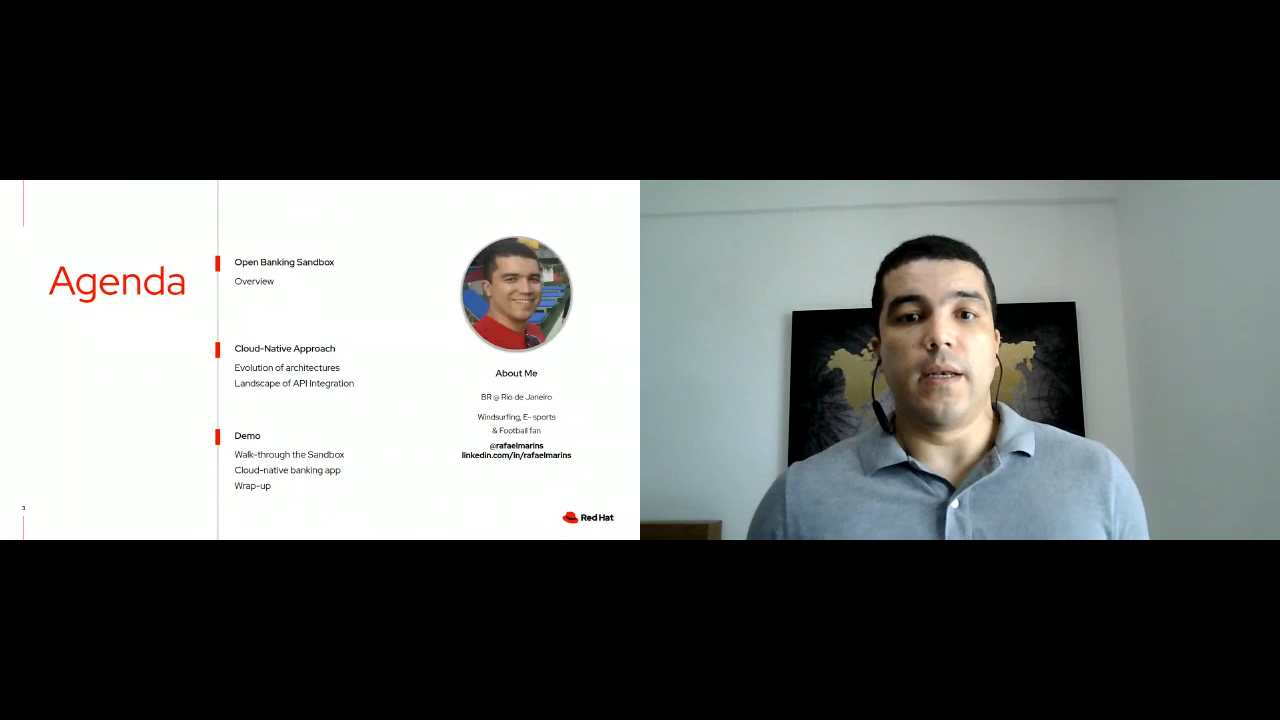 Agenda
Open Banking Sandbox
Overview
Cloud-Native Approach
Evolution of architectures
Landscape of API Integration
Demo
Walk-through the Sandbox
Cloud-native banking app
Wrap-up
About Me
BR @ Rio de Janeiro
Windsurfing, E- sports
& Football fan
@rafaelmarins
linkedin.com/in/rafaelmarins
3
Red Hat